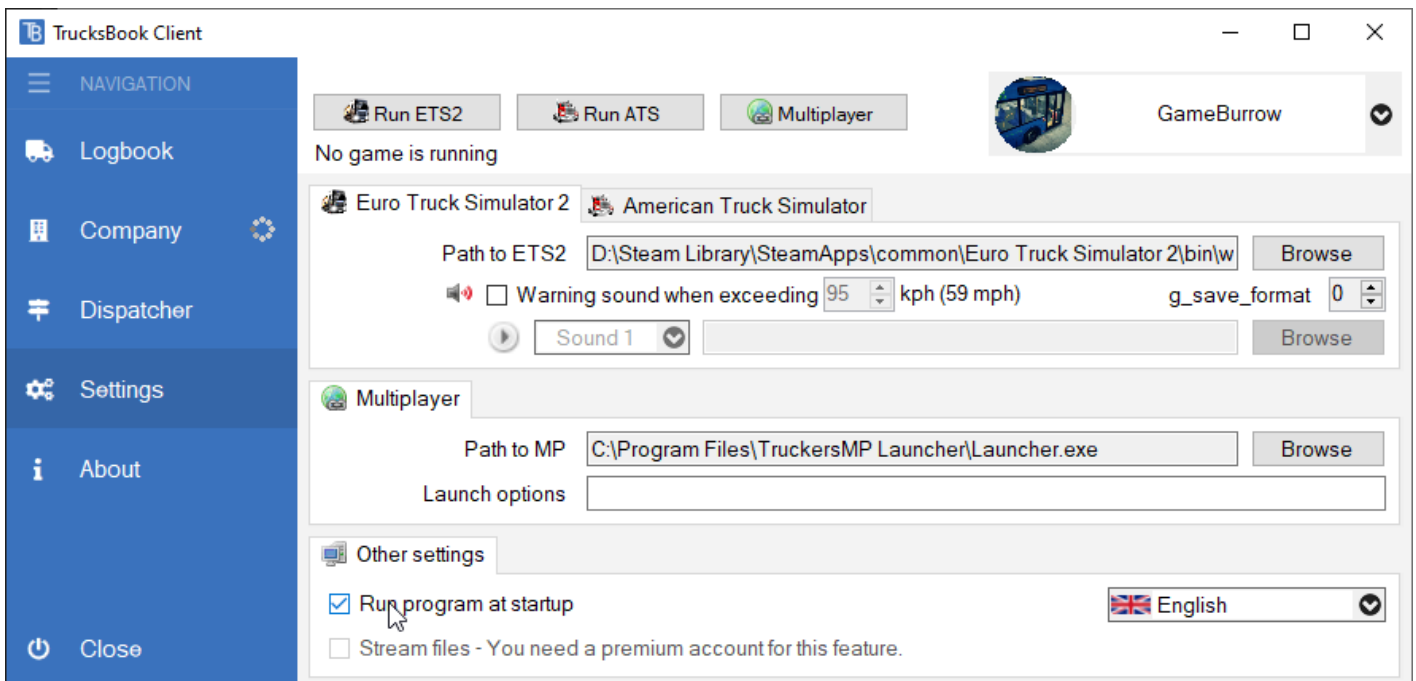 TB TrucksBook Client
NAVIGATION
Logbook
Company
Dispatcher
Settings
About
Close
Run ETS2 Run ATS Multiplayer GameBurrow
No game is running
Euro Truck Simulator 2 American Truck Simulator
Path to ETS2 D:\Steam Library\SteamApps\common\Euro Truck Simulator 2\bin\w Browse
Warning sound when exceeding 95 kph (59 mph) g_save_format 0
Sound 1 Browse
Multiplayer
Path to MP C:\Program Files\TruckersMP Launcher\Launcher.exe Browse
Launch options
Other settings
Run program at startup English
Stream files - You need a premium account for this feature.